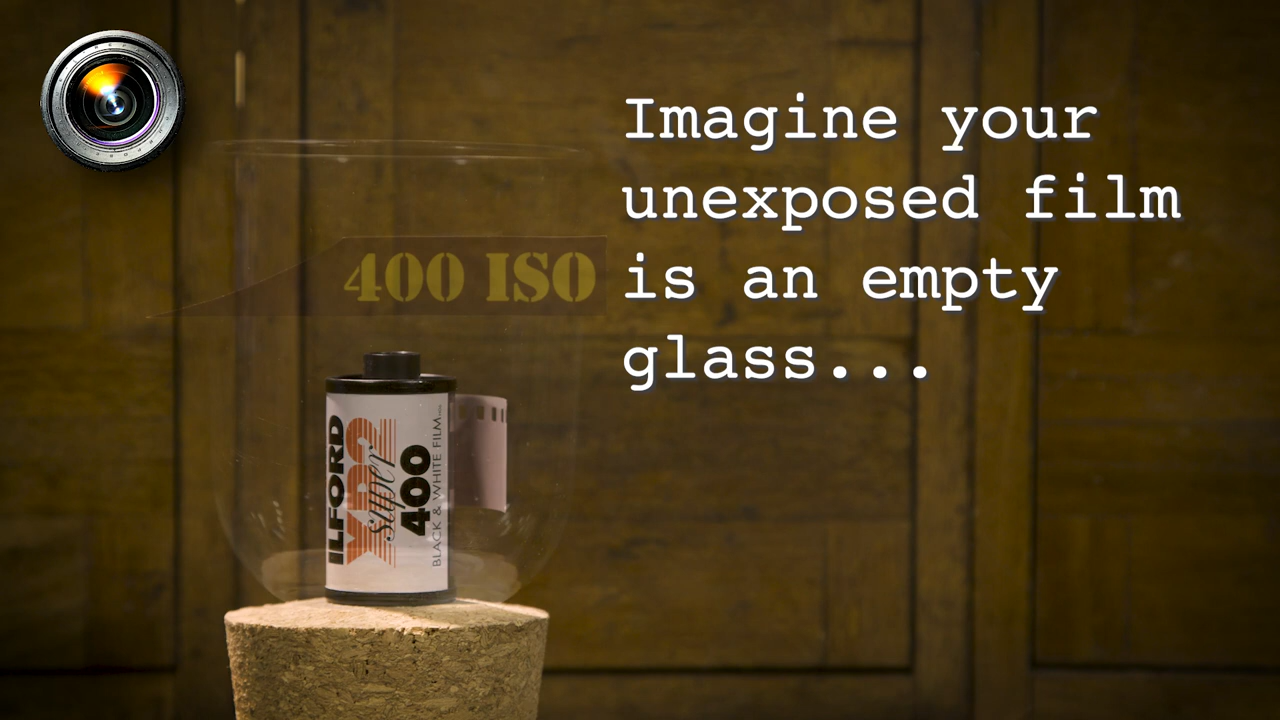 Imagine your
unexposed film
is an empty
glass...
400 ISO
ILFORD
XP2
super
400
BLACK & WHITE FILM